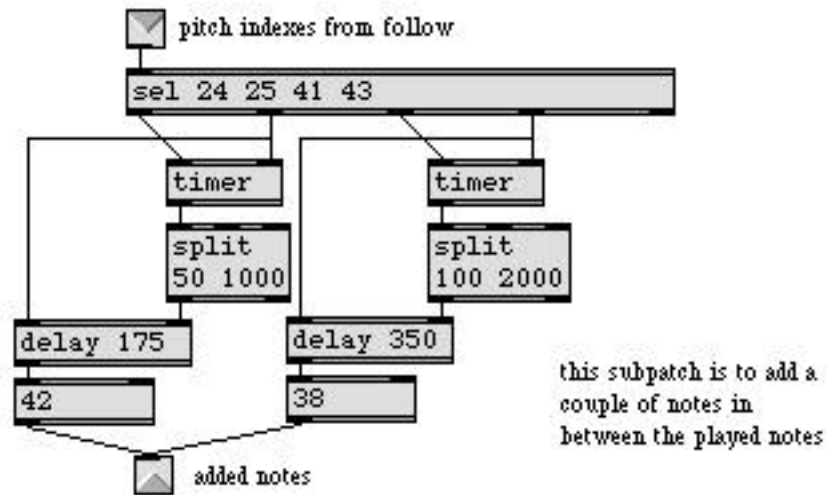 pitch indexes from follow
sel 24 25 41 43
timer
timer
split
50 1000
split
100 2000
delay 175
delay 350
42
38
this subpatch is to add a
couple of notes in
between the played notes
added notes